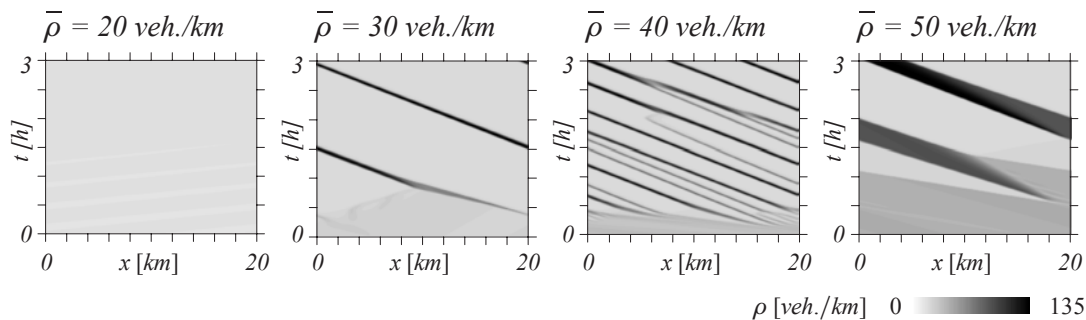 ρ̅ = 20 veh./km
ρ̅ = 30 veh./km
ρ̅ = 40 veh./km
ρ̅ = 50 veh./km
3
t [h]
0
0
x [km]
20
3
t [h]
0
0
x [km]
20
3
t [h]
0
0
x [km]
20
3
t [h]
0
0
x [km]
20
ρ [veh./km] 0 135